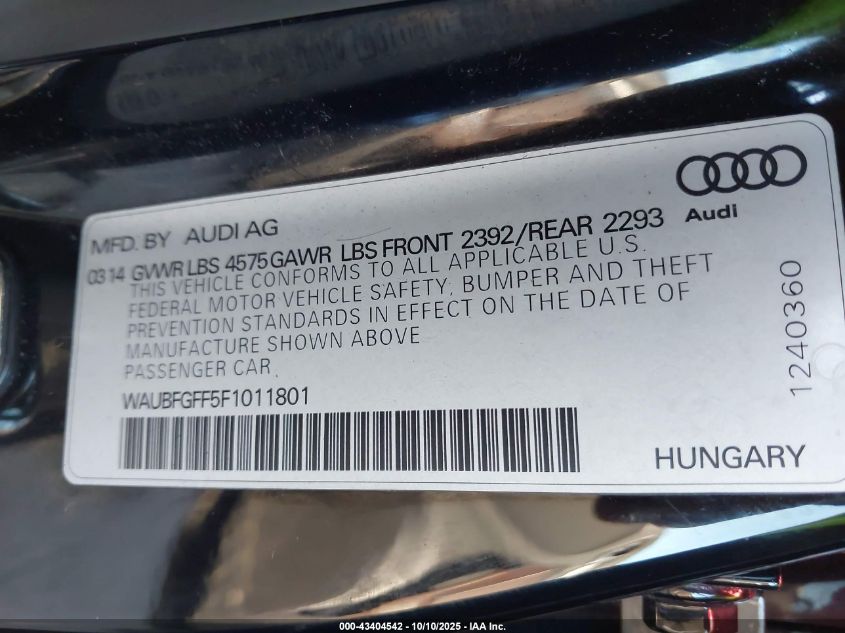 MFD. BY AUDI AG
Audi
0314 GVWR LBS 4575 GAWR LBS FRONT 2392/REAR 2293
THIS VEHICLE CONFORMS TO ALL APPLICABLE U.S.
FEDERAL MOTOR VEHICLE SAFETY, BUMPER AND THEFT
PREVENTION STANDARDS IN EFFECT ON THE DATE OF
MANUFACTURE SHOWN ABOVE
PASSENGER CAR.
WAUBFGFF5F1011801
1240360
HUNGARY
000-43404542 - 10/10/2025 - IAA Inc.